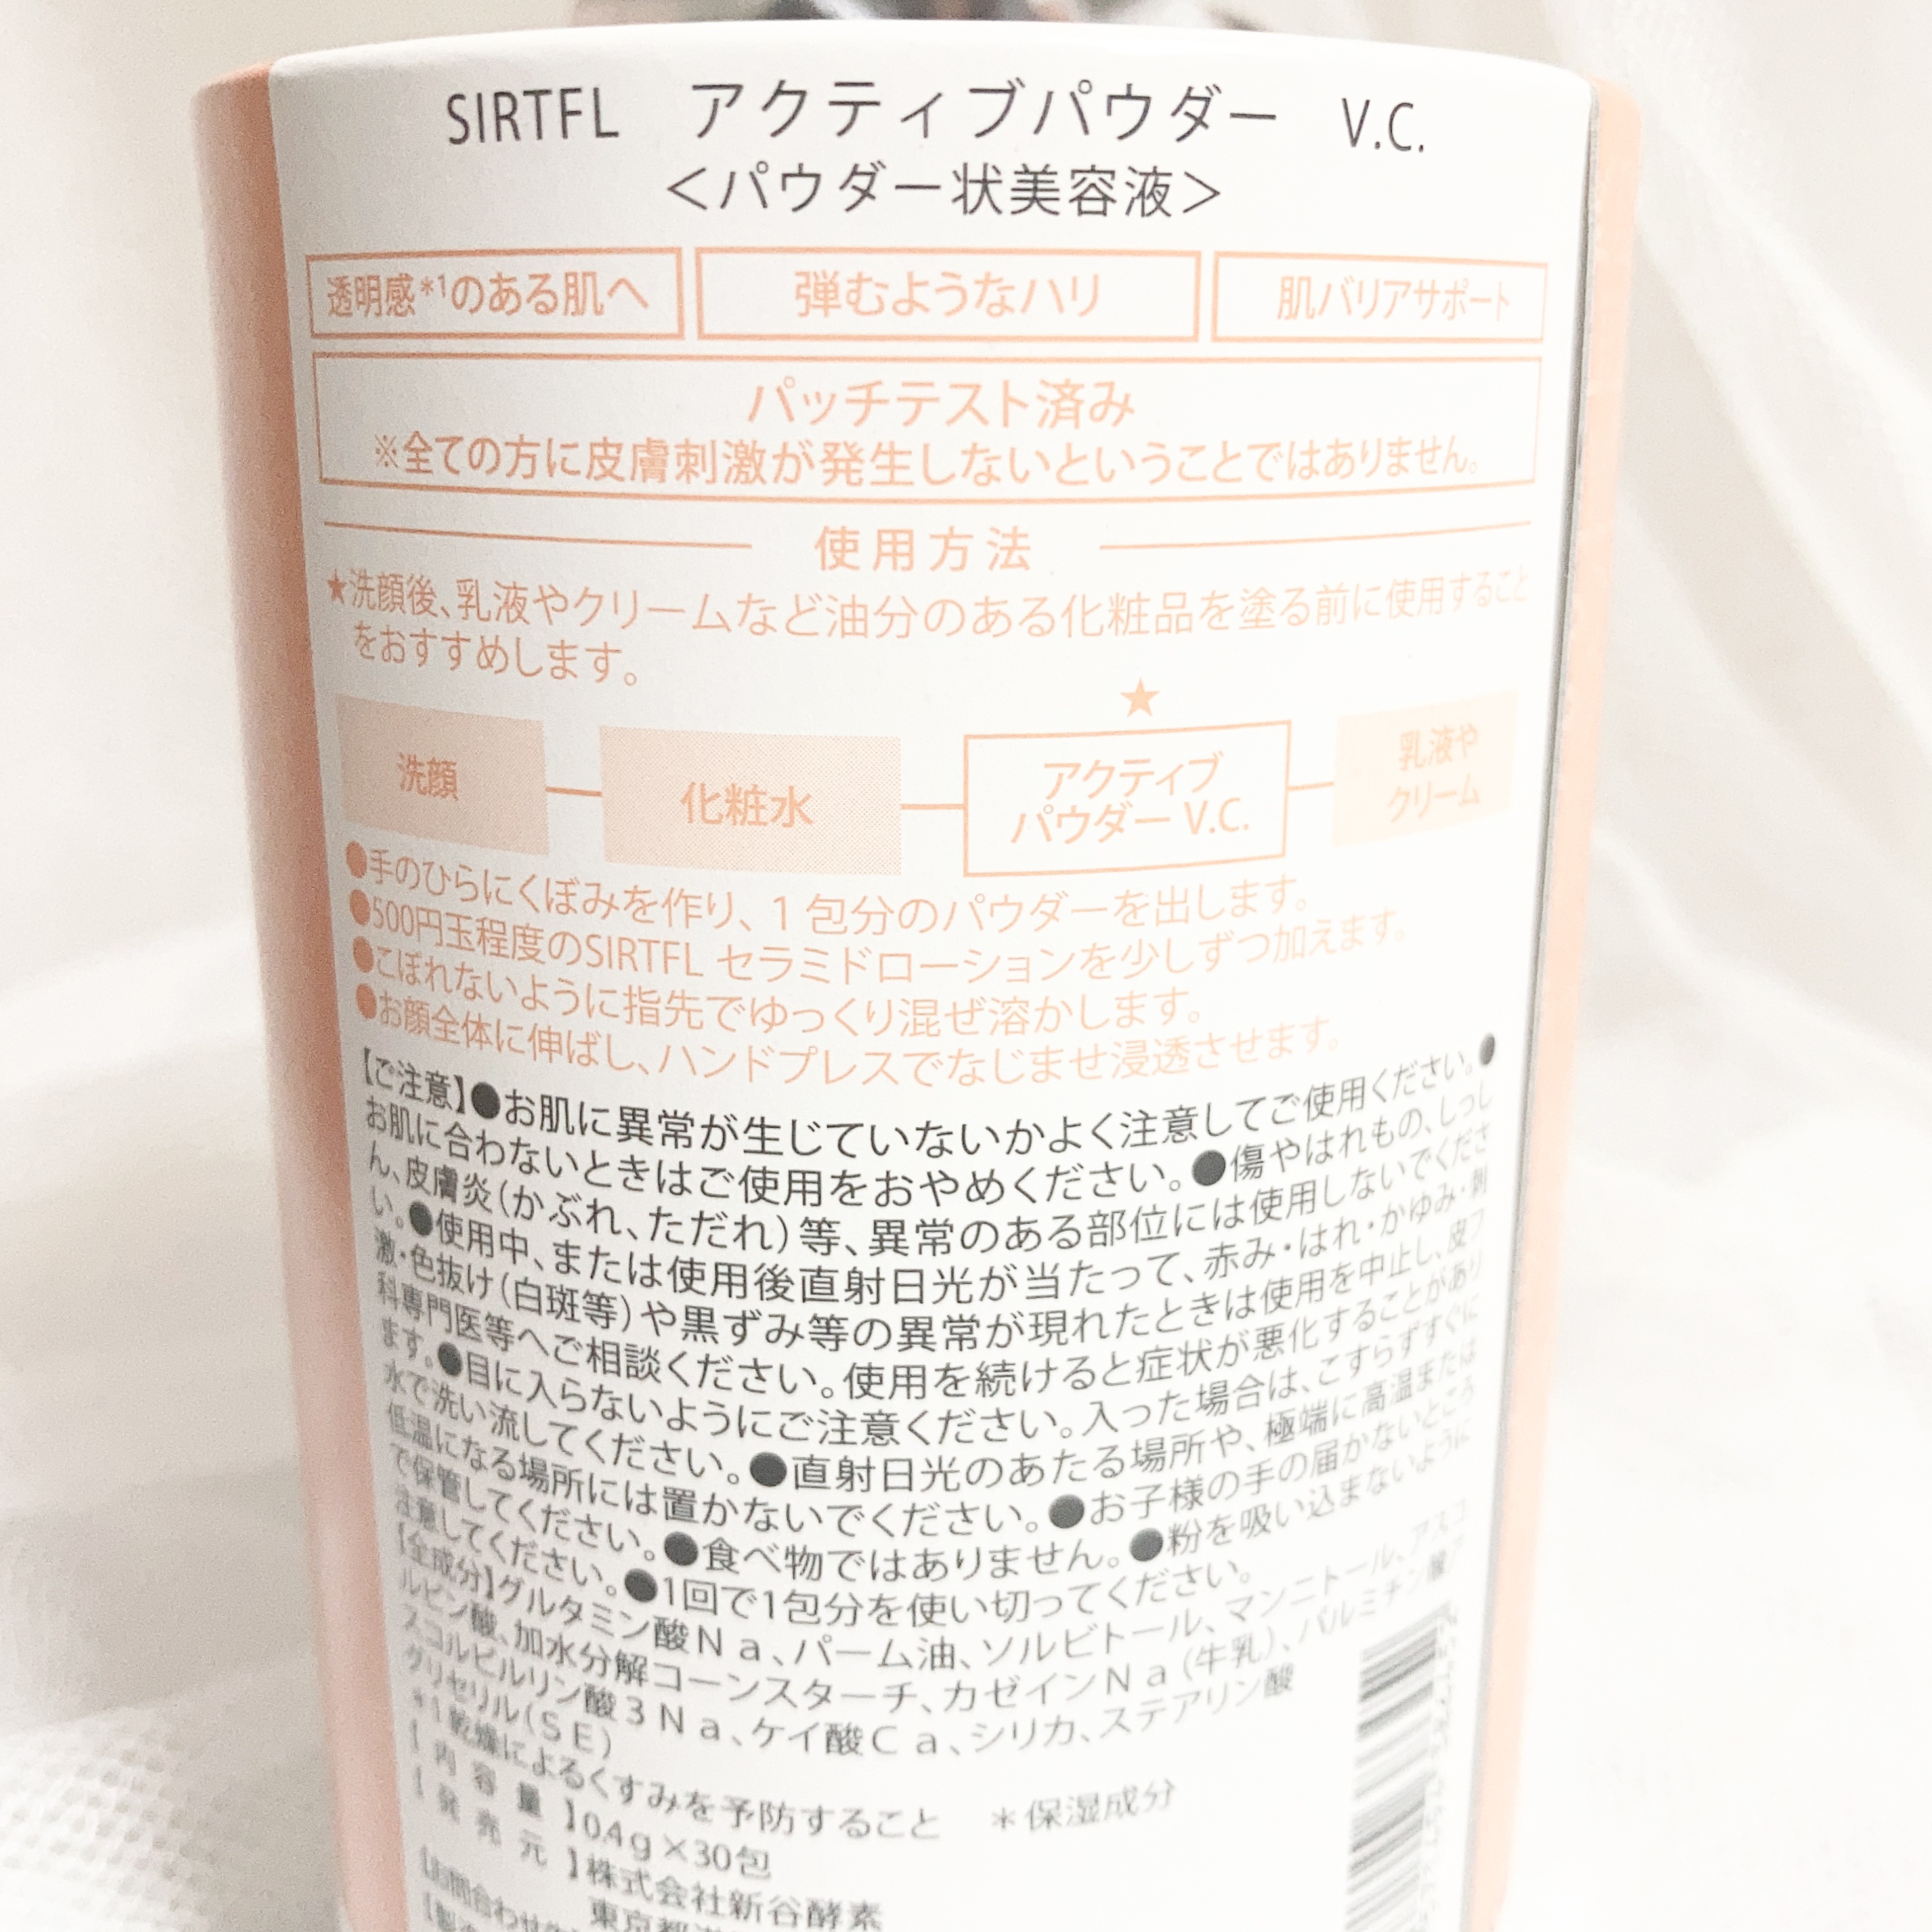 SIRTFL アクティブパウダー V.C.
＜パウダー状美容液＞
透明感*1のある肌へ
弾むようなハリ
肌バリアサポート
パッチテスト済み
※全ての方に皮膚刺激が発生しないということではありません。
使用方法
★洗顔後、乳液やクリームなど油分のある化粧品を塗る前に使用すること
をおすすめします。
★
洗顔
化粧水
アクティブ
パウダー V.C.
乳液や
クリーム
●手のひらにくぼみを作り、1包分のパウダーを出します。
●500円玉程度のSIRTFL セラミドローションを少しずつ加えます。
●こぼれないように指先でゆっくり混ぜ溶かします。
●お顔全体に伸ばし、ハンドプレスでなじませ浸透させます。
【ご注意】●お肌に異常が生じていないかよく注意してご使用ください。●
お肌に合わないときはご使用をおやめください。●傷やはれもの、しっし
ん、皮膚炎（かぶれ、ただれ）等、異常のある部位には使用しないでくださ
い。●使用中、または使用後直射日光が当たって、赤み・はれ・かゆみ・刺
激・色抜け（白斑等）や黒ずみ等の異常が現れたときは使用を中止し、皮フ
科専門医等へご相談ください。使用を続けると症状が悪化することがあり
ます。●目に入らないようにご注意ください。入った場合は、こすらずすぐに
水で洗い流してください。●直射日光のあたる場所や、極端に高温または
低温になる場所には置かないでください。●お子様の手の届かないところ
で保管してください。●食べ物ではありません。●粉を吸い込まないように
注意してください。●1回で1包分を使い切ってください。
【全成分】グルタミン酸Ｎａ、パーム油、ソルビトール、マンニトール、アスコ
ルビン酸、加水分解コーンスターチ、カゼインＮａ（牛乳）、パルミチン酸ア
スコルビルリン酸３Ｎａ、ケイ酸Ｃａ、シリカ、ステアリン酸
グリセリル（ＳＥ）
*1 乾燥によるくすみを予防すること ＊保湿成分
【内容量】0.4g×30包
【発売元】株式会社新谷酵素
東京都
【お問合わせ